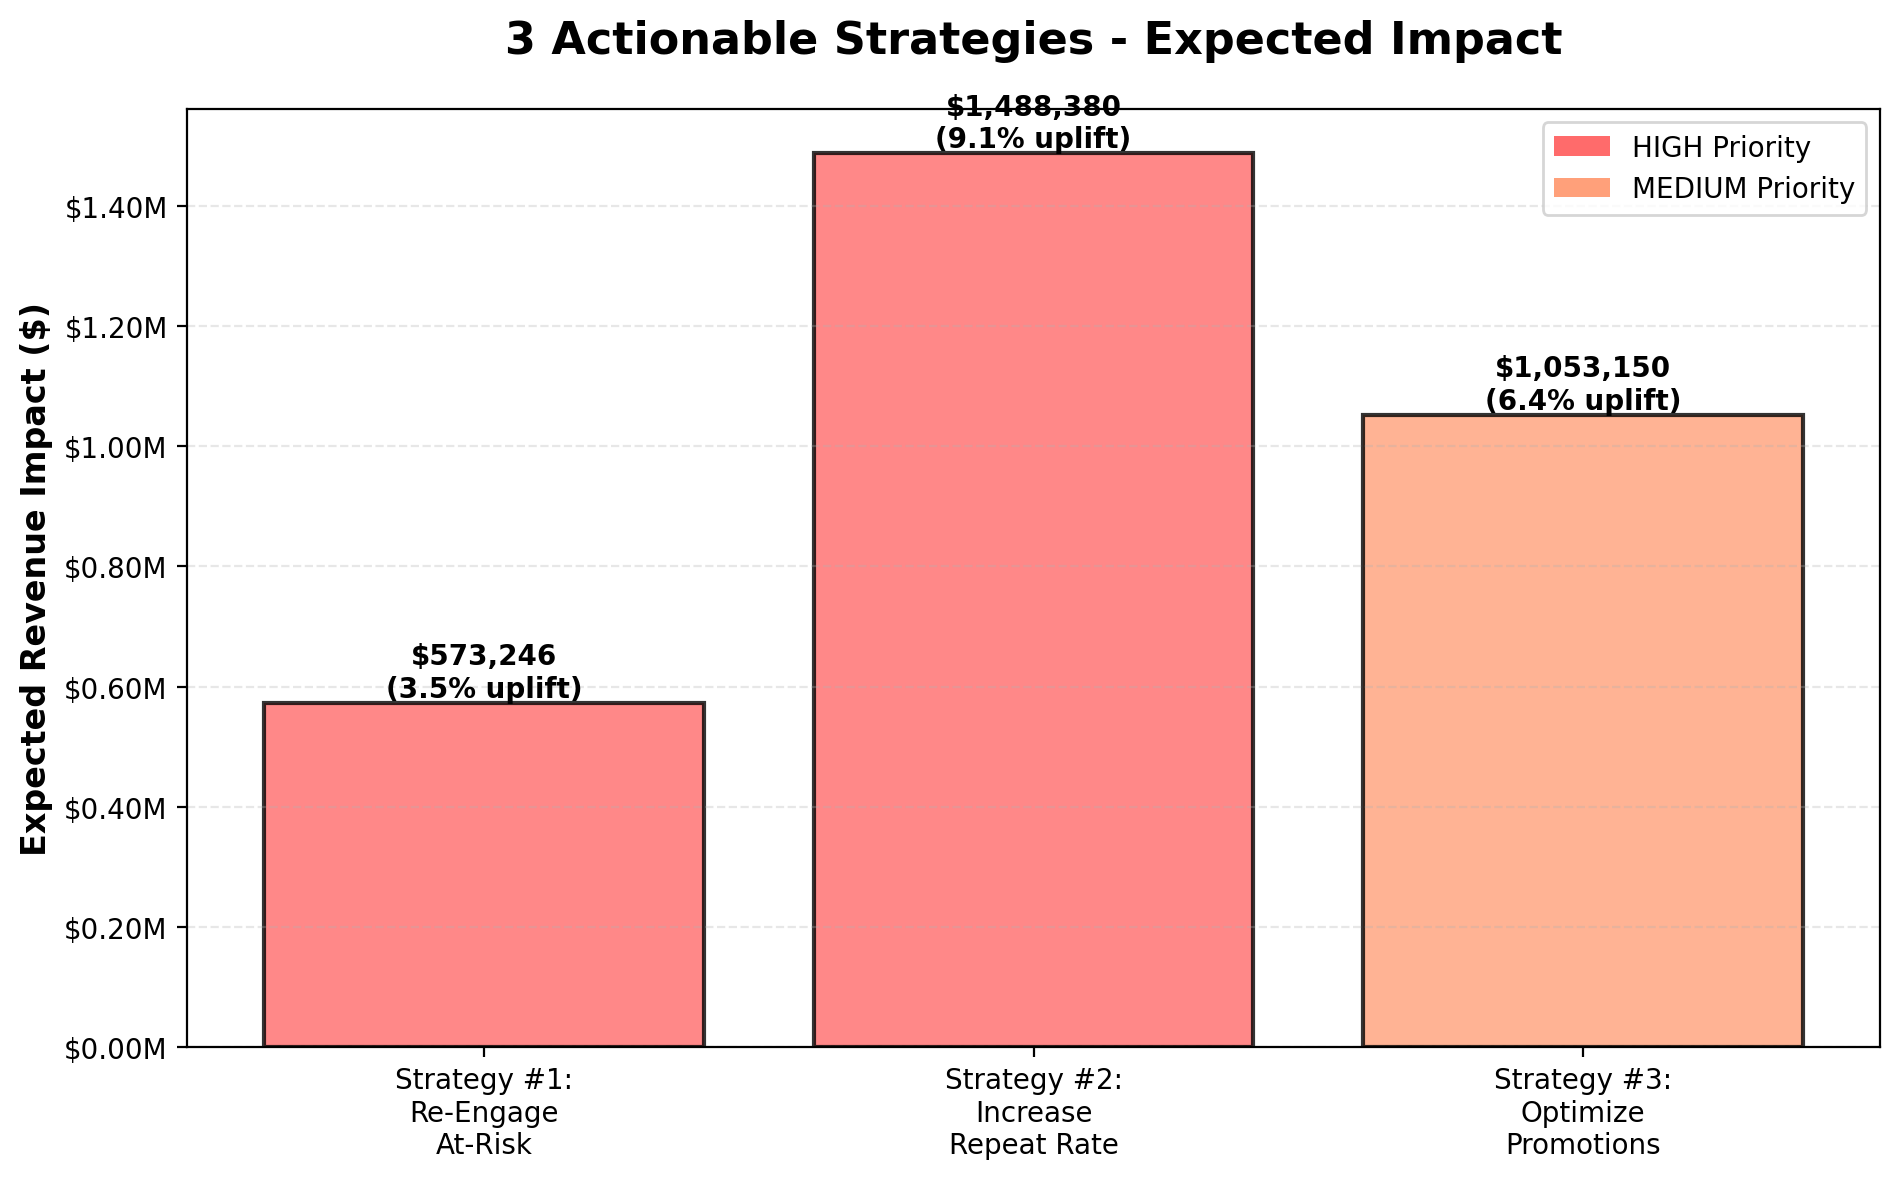 3 Actionable Strategies - Expected Impact
$1,488,380
(9.1% uplift)
HIGH Priority
MEDIUM Priority
$1.40M
$1.20M
$1,053,150
(6.4% uplift)
$1.00M
Expected Revenue Impact ($)
$0.80M
$573,246
(3.5% uplift)
$0.60M
$0.40M
$0.20M
$0.00M
Strategy #1:
Re-Engage
At-Risk
Strategy #2:
Increase
Repeat Rate
Strategy #3:
Optimize
Promotions